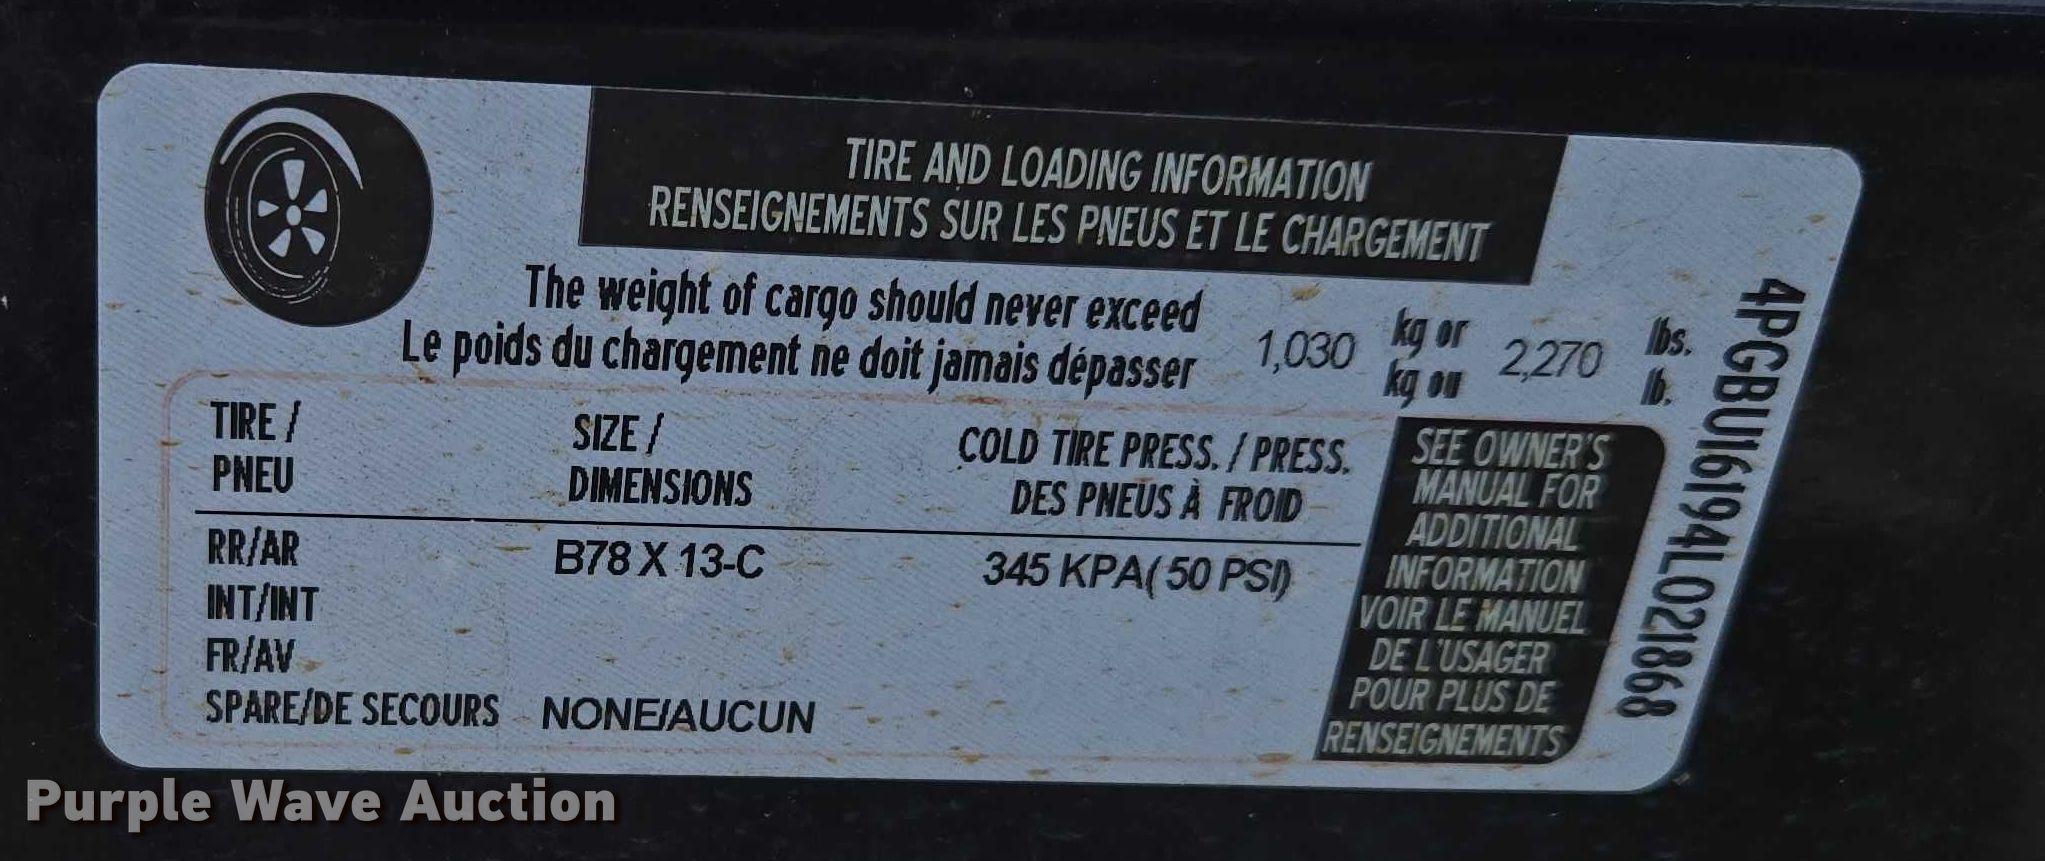 TIRE AND LOADING INFORMATION
RENSEIGNEMENTS SUR LES PNEUS ET LE CHARGEMENT
The weight of cargo should never exceed
Le poids du chargement ne doit jamais dépasser
1,030
kg or
kg ou
2,270
lbs.
lb.
TIRE /
PNEU
SIZE /
DIMENSIONS
COLD TIRE PRESS. / PRESS.
DES PNEUS À FROID
RR/AR B78 X 13-C 345 KPA( 50 PSI)
INT/INT
FR/AV
SPARE/DE SECOURS NONE/AUCUN
SEE OWNER'S
MANUAL FOR
ADDITIONAL
INFORMATION
VOIR LE MANUEL
DE L'USAGER
POUR PLUS DE
RENSEIGNEMENTS
4PGBU16194L021868
Purple Wave Auction